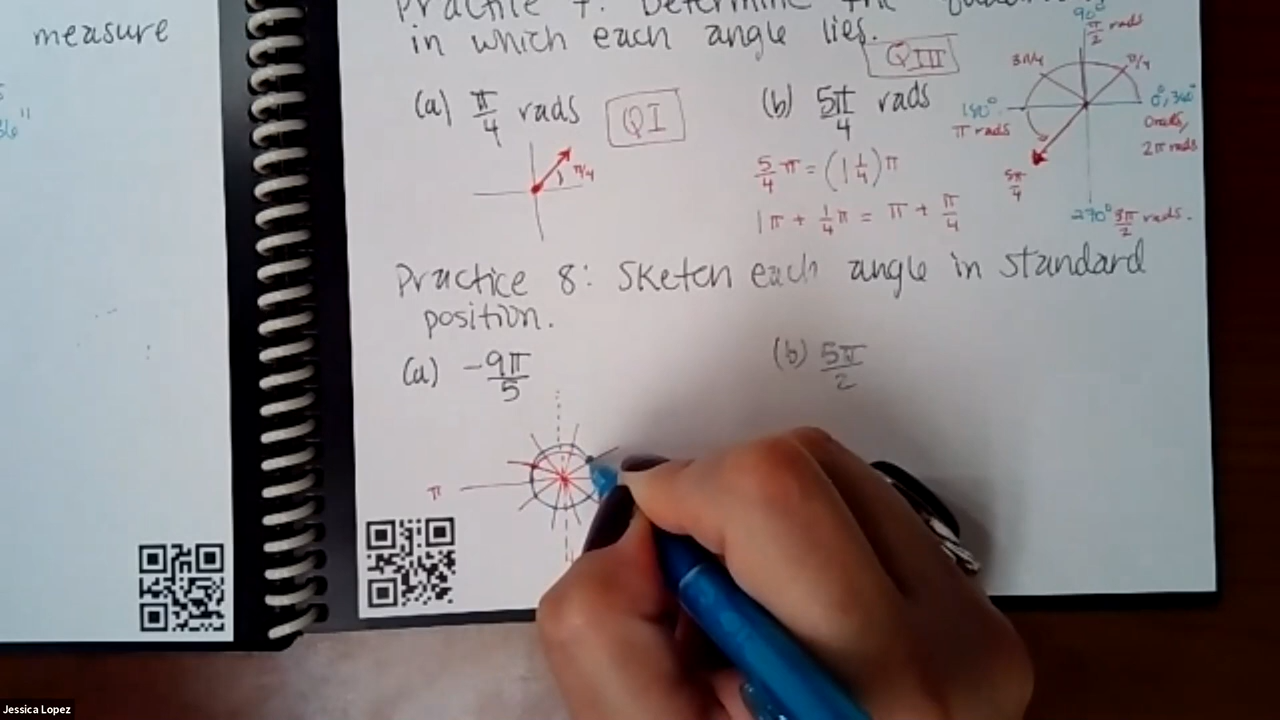 measure
Practice 7: Determine the
in which each angle lies.
QIII
(a) π/4 rads
QI
π/4
(b) 5π/4 rads
5/4 π = (1 1/4) π
1π + 1/4 π = π + π/4
90°
π/2 rads
3π/4
π/4
180°
π rads
0°, 360°
0rads,
2π rads
5π/4
270° 3π/2 rads.
Practice 8: Sketch each angle in standard
position.
(a) -9π/5
(b) 5π/2
π
Jessica Lopez